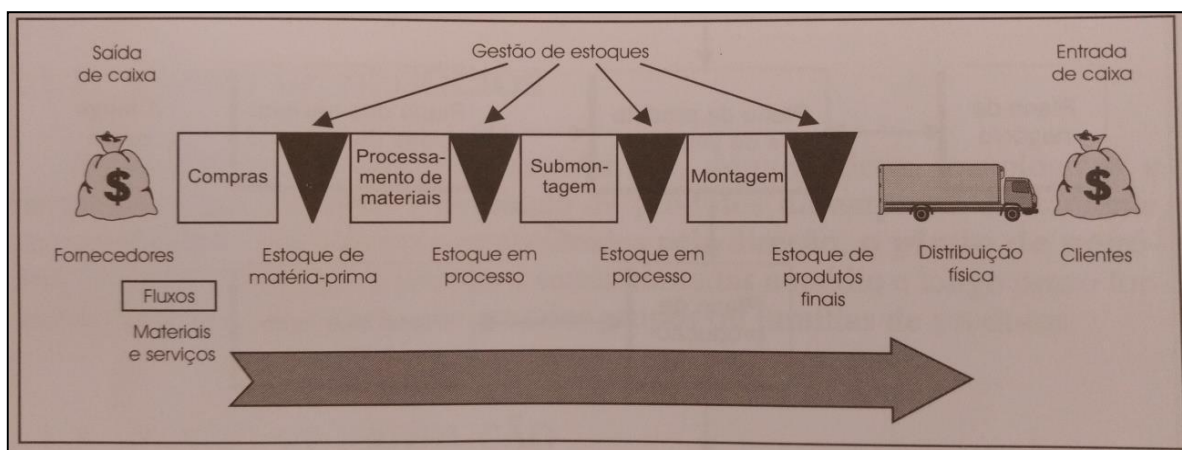 Saída
de caixa
Gestão de estoques
Entrada
de caixa
$
Compras
Processa-
mento de
materiais
Submon-
tagem
Montagem
$
Fornecedores
Estoque de
matéria-prima
Estoque em
processo
Estoque em
processo
Estoque de
produtos
finais
Distribuição
física
Clientes
Fluxos
Materiais
e serviços